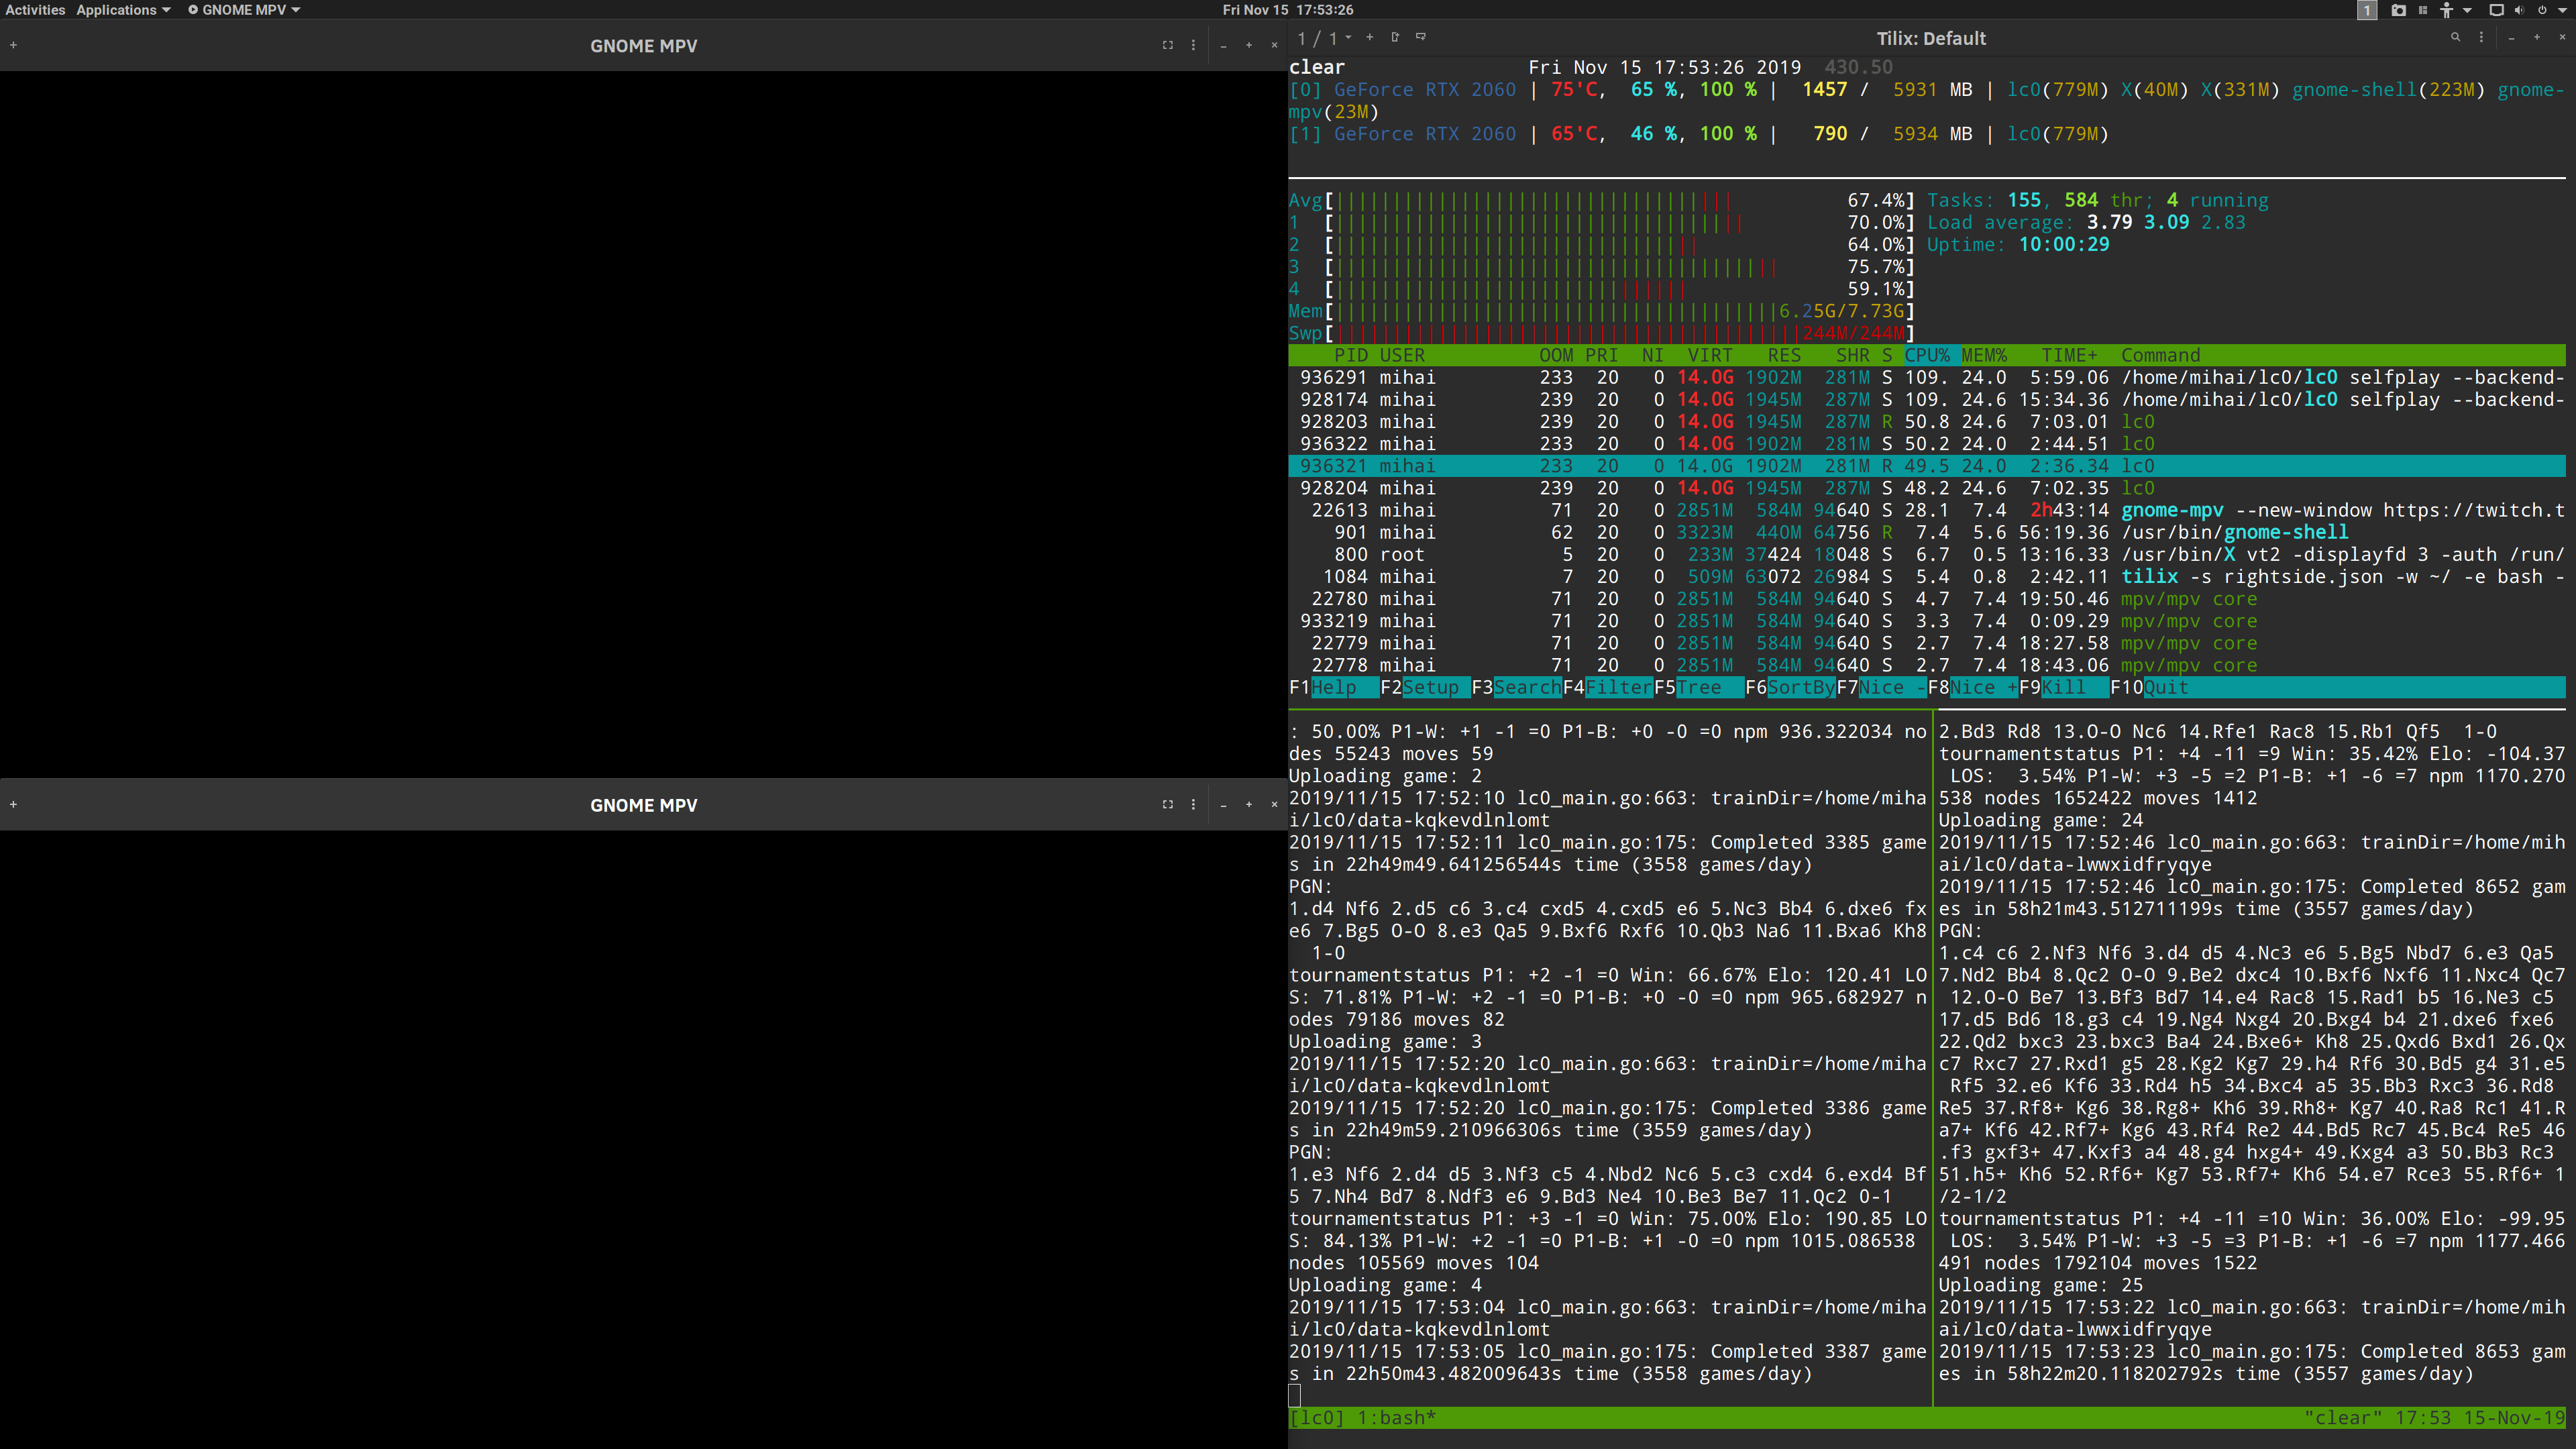 Activities Applications GNOME MPV Fri Nov 15 17:53:26 1
GNOME MPV
GNOME MPV
1 / 1 Tilix: Default
clear Fri Nov 15 17:53:26 2019 430.50
[0] GeForce RTX 2060 | 75'C, 65 %, 100 % | 1457 / 5931 MB | lc0(779M) X(40M) X(331M) gnome-shell(223M) gnome-
mpv(23M)
[1] GeForce RTX 2060 | 65'C, 46 %, 100 % | 790 / 5934 MB | lc0(779M)
Avg[ 67.4%] Tasks: 155, 584 thr; 4 running
1 [ 70.0%] Load average: 3.79 3.09 2.83
2 [ 64.0%] Uptime: 10:00:29
3 [ 75.7%]
4 [ 59.1%]
Mem[ 6.25G/7.73G]
Swp[ 244M/244M]
PID USER OOM PRI NI VIRT RES SHR S CPU% MEM% TIME+ Command
936291 mihai 233 20 0 14.0G 1902M 281M S 109. 24.0 5:59.06 /home/mihai/lc0/lc0 selfplay --backend-
928174 mihai 239 20 0 14.0G 1945M 287M S 109. 24.6 15:34.36 /home/mihai/lc0/lc0 selfplay --backend-
928203 mihai 239 20 0 14.0G 1945M 287M R 50.8 24.6 7:03.01 lc0
936322 mihai 233 20 0 14.0G 1902M 281M S 50.2 24.0 2:44.51 lc0
936321 mihai 233 20 0 14.0G 1902M 281M R 49.5 24.0 2:36.34 lc0
928204 mihai 239 20 0 14.0G 1945M 287M S 48.2 24.6 7:02.35 lc0
22613 mihai 71 20 0 2851M 584M 94640 S 28.1 7.4 2h43:14 gnome-mpv --new-window https://twitch.t
901 mihai 62 20 0 3323M 440M 64756 R 7.4 5.6 56:19.36 /usr/bin/gnome-shell
800 root 5 20 0 233M 37424 18048 S 6.7 0.5 13:16.33 /usr/bin/X vt2 -displayfd 3 -auth /run/
1084 mihai 7 20 0 509M 63072 26984 S 5.4 0.8 2:42.11 tilix -s rightside.json -w ~/ -e bash -
22780 mihai 71 20 0 2851M 584M 94640 S 4.7 7.4 19:50.46 mpv/mpv core
933219 mihai 71 20 0 2851M 584M 94640 S 3.3 7.4 0:09.29 mpv/mpv core
22779 mihai 71 20 0 2851M 584M 94640 S 2.7 7.4 18:27.58 mpv/mpv core
22778 mihai 71 20 0 2851M 584M 94640 S 2.7 7.4 18:43.06 mpv/mpv core
F1Help F2Setup F3SearchF4FilterF5Tree F6SortByF7Nice -F8Nice +F9Kill F10Quit
: 50.00% P1-W: +1 -1 =0 P1-B: +0 -0 =0 npm 936.322034 no
des 55243 moves 59
Uploading game: 2
2019/11/15 17:52:10 lc0_main.go:663: trainDir=/home/miha
i/lc0/data-kqkevdlnlomt
2019/11/15 17:52:11 lc0_main.go:175: Completed 3385 game
s in 22h49m49.641256544s time (3558 games/day)
PGN:
1.d4 Nf6 2.d5 c6 3.c4 cxd5 4.cxd5 e6 5.Nc3 Bb4 6.dxe6 fx
e6 7.Bg5 O-O 8.e3 Qa5 9.Bxf6 Rxf6 10.Qb3 Na6 11.Bxa6 Kh8
1-0
tournamentstatus P1: +2 -1 =0 Win: 66.67% Elo: 120.41 LO
S: 71.81% P1-W: +2 -1 =0 P1-B: +0 -0 =0 npm 965.682927 n
odes 79186 moves 82
Uploading game: 3
2019/11/15 17:52:20 lc0_main.go:663: trainDir=/home/miha
i/lc0/data-kqkevdlnlomt
2019/11/15 17:52:20 lc0_main.go:175: Completed 3386 game
s in 22h49m59.210966306s time (3559 games/day)
PGN:
1.e3 Nf6 2.d4 d5 3.Nf3 c5 4.Nbd2 Nc6 5.c3 cxd4 6.exd4 Bf
5 7.Nh4 Bd7 8.Ndf3 e6 9.Bd3 Ne4 10.Be3 Be7 11.Qc2 0-1
tournamentstatus P1: +3 -1 =0 Win: 75.00% Elo: 190.85 LO
S: 84.13% P1-W: +2 -1 =0 P1-B: +1 -0 =0 npm 1015.086538
nodes 105569 moves 104
Uploading game: 4
2019/11/15 17:53:04 lc0_main.go:663: trainDir=/home/miha
i/lc0/data-kqkevdlnlomt
2019/11/15 17:53:05 lc0_main.go:175: Completed 3387 game
s in 22h50m43.482009643s time (3558 games/day)
2.Bd3 Rd8 13.O-O Nc6 14.Rfe1 Rac8 15.Rb1 Qf5 1-0
tournamentstatus P1: +4 -11 =9 Win: 35.42% Elo: -104.37
LOS: 3.54% P1-W: +3 -5 =2 P1-B: +1 -6 =7 npm 1170.270
538 nodes 1652422 moves 1412
Uploading game: 24
2019/11/15 17:52:46 lc0_main.go:663: trainDir=/home/mih
ai/lc0/data-lwwxidfryqye
2019/11/15 17:52:46 lc0_main.go:175: Completed 8652 gam
es in 58h21m43.512711199s time (3557 games/day)
PGN:
1.c4 c6 2.Nf3 Nf6 3.d4 d5 4.Nc3 e6 5.Bg5 Nbd7 6.e3 Qa5
7.Nd2 Bb4 8.Qc2 O-O 9.Be2 dxc4 10.Bxf6 Nxf6 11.Nxc4 Qc7
12.O-O Be7 13.Bf3 Bd7 14.e4 Rac8 15.Rad1 b5 16.Ne3 c5
17.d5 Bd6 18.g3 c4 19.Ng4 Nxg4 20.Bxg4 b4 21.dxe6 fxe6
22.Qd2 bxc3 23.bxc3 Ba4 24.Bxe6+ Kh8 25.Qxd6 Bxd1 26.Qx
c7 Rxc7 27.Rxd1 g5 28.Kg2 Kg7 29.h4 Rf6 30.Bd5 g4 31.e5
Rf5 32.e6 Kf6 33.Rd4 h5 34.Bxc4 a5 35.Bb3 Rxc3 36.Rd8
Re5 37.Rf8+ Kg6 38.Rg8+ Kh6 39.Rh8+ Kg7 40.Ra8 Rc1 41.R
a7+ Kf6 42.Rf7+ Kg6 43.Rf4 Re2 44.Bd5 Rc7 45.Bc4 Re5 46
.f3 gxf3+ 47.Kxf3 a4 48.g4 hxg4+ 49.Kxg4 a3 50.Bb3 Rc3
51.h5+ Kh6 52.Rf6+ Kg7 53.Rf7+ Kh6 54.e7 Rce3 55.Rf6+ 1
/2-1/2
tournamentstatus P1: +4 -11 =10 Win: 36.00% Elo: -99.95
LOS: 3.54% P1-W: +3 -5 =3 P1-B: +1 -6 =7 npm 1177.466
491 nodes 1792104 moves 1522
Uploading game: 25
2019/11/15 17:53:22 lc0_main.go:663: trainDir=/home/mih
ai/lc0/data-lwwxidfryqye
2019/11/15 17:53:23 lc0_main.go:175: Completed 8653 gam
es in 58h22m20.118202792s time (3557 games/day)
[lc0] 1:bash* "clear" 17:53 15-Nov-19